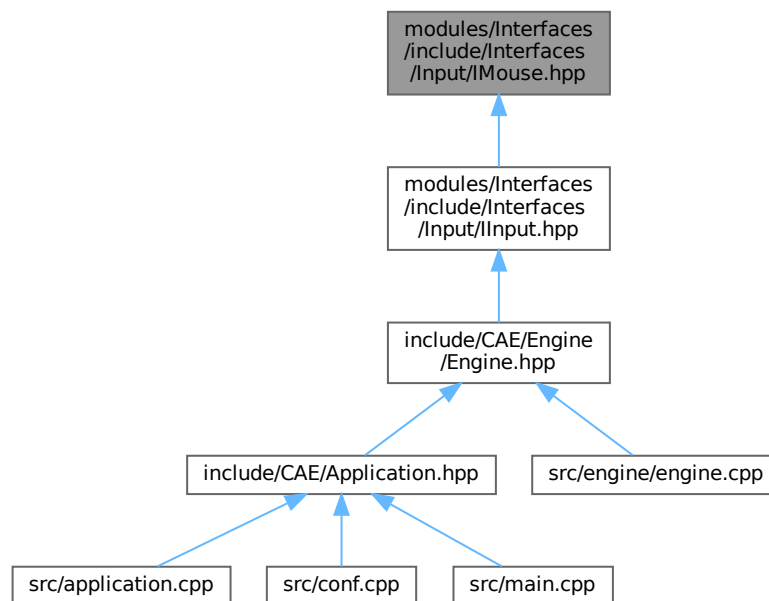 modules/Interfaces
/include/Interfaces
/Input/IMouse.hpp
modules/Interfaces
/include/Interfaces
/Input/IInput.hpp
include/CAE/Engine
/Engine.hpp
include/CAE/Application.hpp
src/engine/engine.cpp
src/application.cpp
src/conf.cpp
src/main.cpp